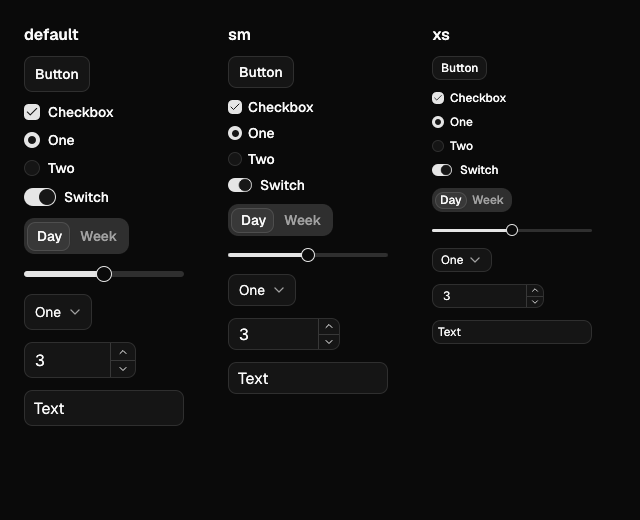 default
Button
Checkbox
One
Two
Switch
Day Week
One
3
Text
sm
Button
Checkbox
One
Two
Switch
Day Week
One
3
Text
xs
Button
Checkbox
One
Two
Switch
Day Week
One
3
Text